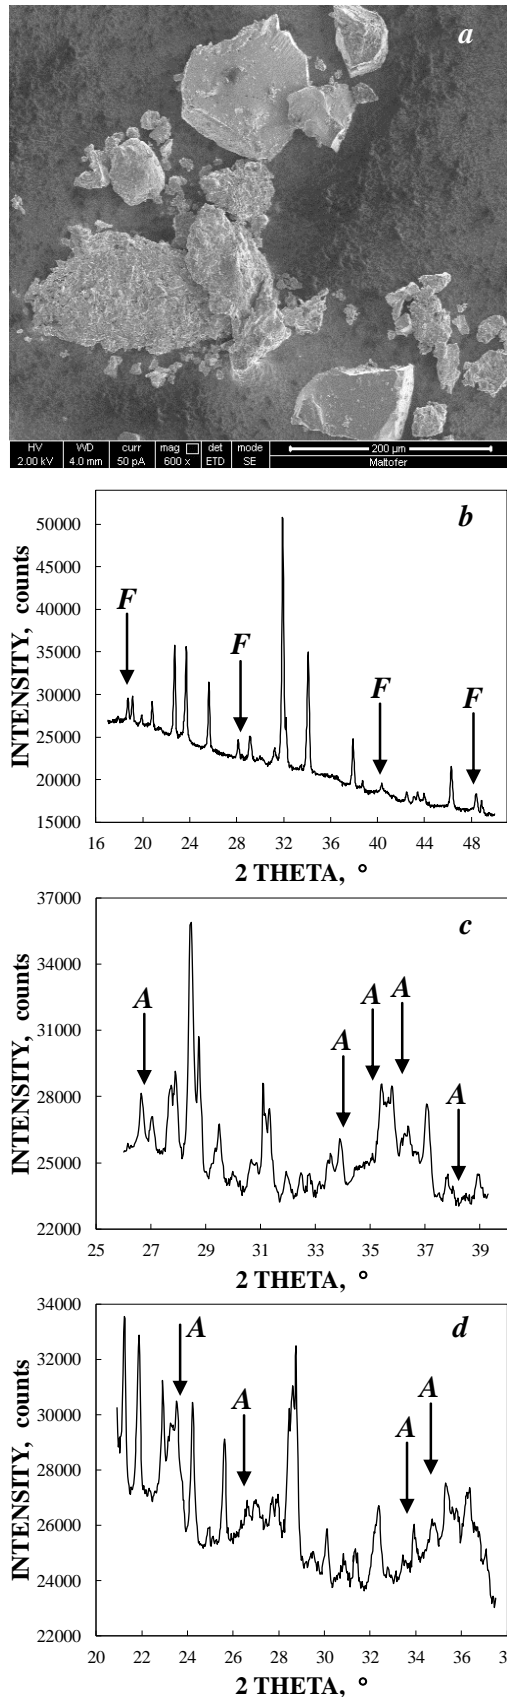 a
HV WD curr mag det mode 200 µm
2.00 kV 4.0 mm 50 pA 600 x ETD SE Maltofer
b
INTENSITY, counts
50000
45000
40000
35000
30000
25000
20000
15000
F F F F
16 20 24 28 32 36 40 44 48
2 THETA, °
c
INTENSITY, counts
37000
34000
31000
28000
25000
22000
A A A A A
25 27 29 31 33 35 37 39
2 THETA, °
d
INTENSITY, counts
34000
32000
30000
28000
26000
24000
22000
A A A A
20 22 24 26 28 30 32 34 36 3
2 THETA, °